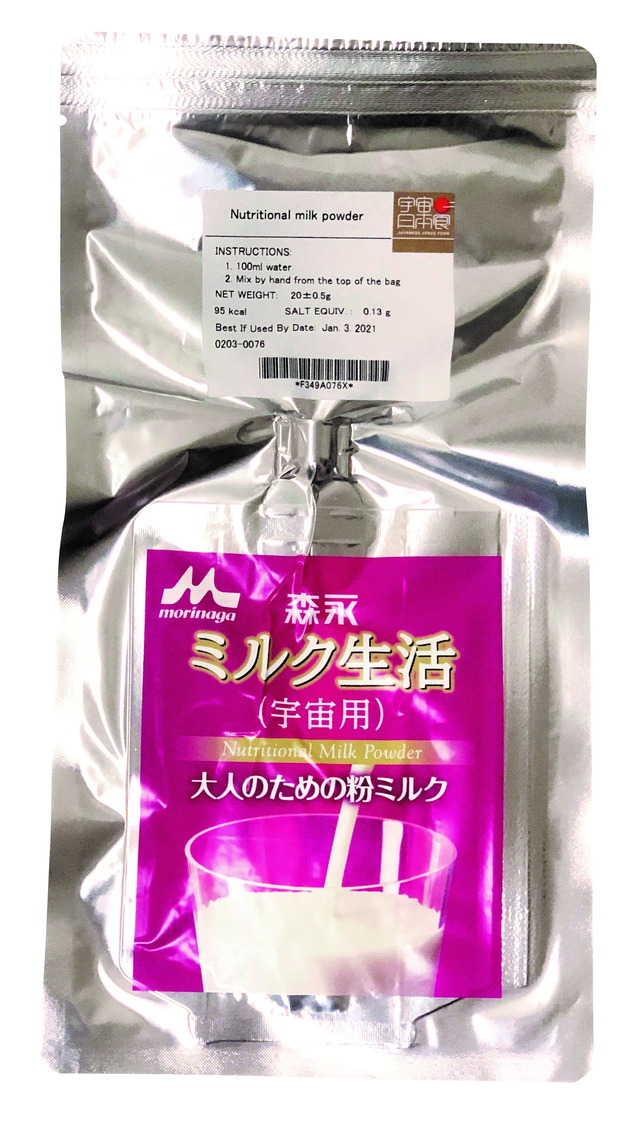 Nutritional milk powder
宇宙
日本食
JAPANESE SPACE FOOD
INSTRUCTIONS:
1. 100ml water
2. Mix by hand from the top of the bag
NET WEIGHT: 20±0.5g
95 kcal SALT EQUIV.: 0.13 g
Best If Used By Date: Jan. 3. 2021
0203-0076
*F349A076X*
morinaga
森永
ミルク生活
(宇宙用)
Nutritional Milk Powder
大人のための粉ミルク